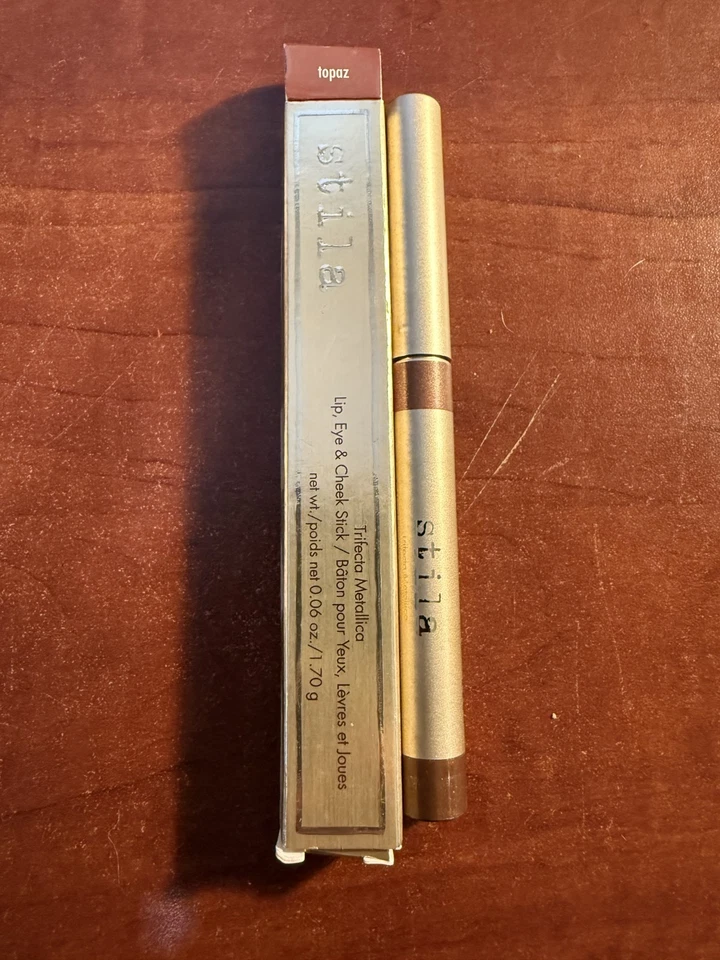 topaz
stila
Trifecta Metallica
Lip, Eye & Cheek Stick / Bâton pour Yeux, Lèvres et Joues
net wt./poids net 0.06 oz./1.70 g
stila